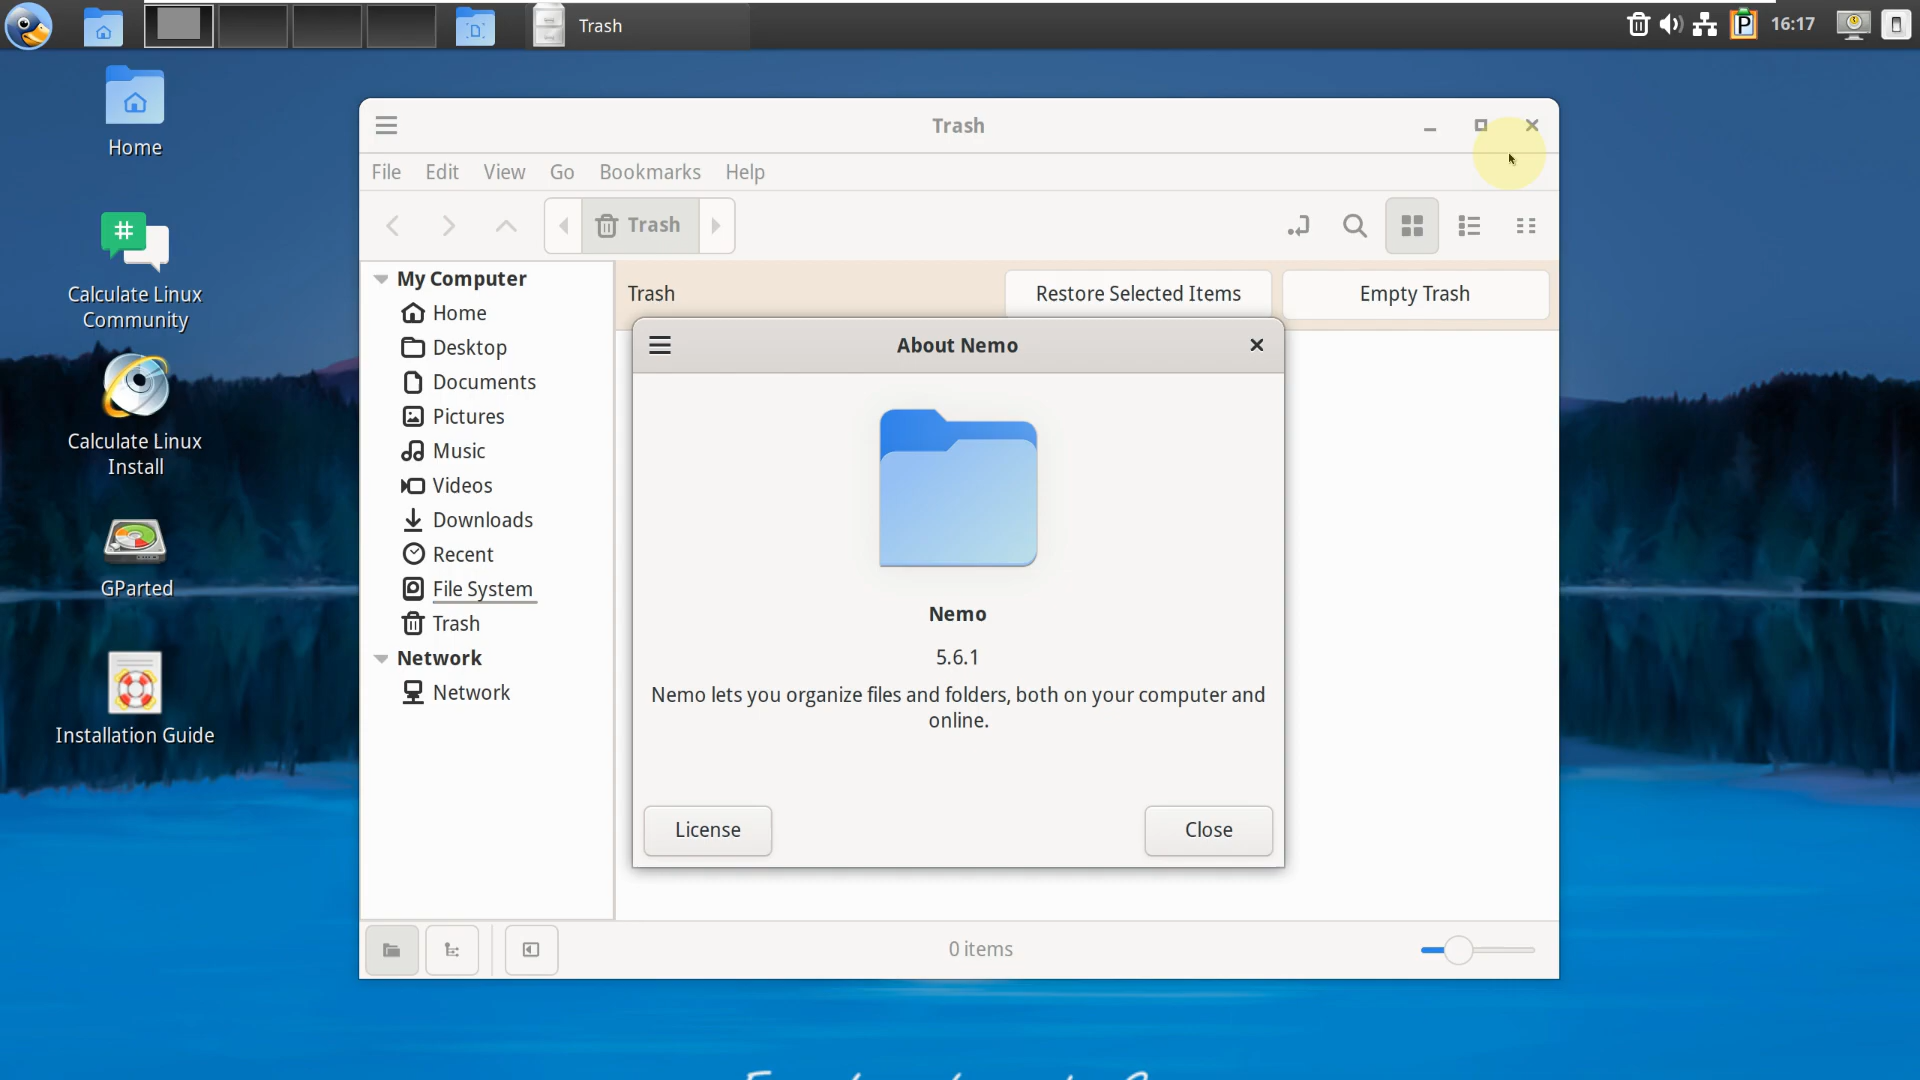 Trash
16:17
Home
Calculate Linux
Community
Calculate Linux
Install
GParted
Installation Guide
Trash
File Edit View Go Bookmarks Help
Trash
My Computer
Home
Desktop
Documents
Pictures
Music
Videos
Downloads
Recent
File System
Trash
Network
Network
Trash
Restore Selected Items
Empty Trash
About Nemo
Nemo
5.6.1
Nemo lets you organize files and folders, both on your computer and
online.
License
Close
0 items